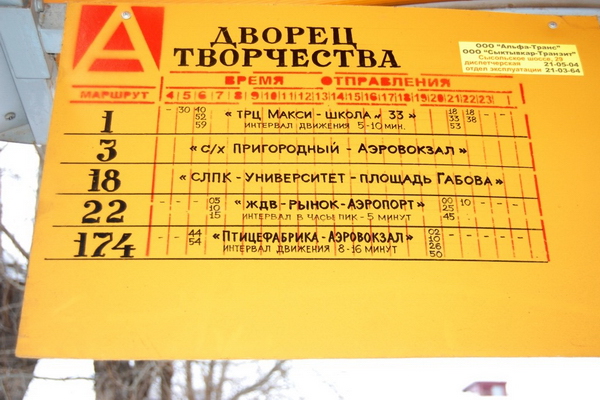 А ДВОРЕЦ
ТВОРЧЕСТВА
ООО "Альфа-Транс"
ООО "Сыктывкар-Транзит"
Сысольское шоссе, 29
диспетчерская 21-05-04
отдел эксплуатации 21-03-64
ВРЕМЯ ОТПРАВЛЕНИЯ
МАРШРУТ 4 5 6 7 8 9 10 11 12 13 14 15 16 17 18 19 20 21 22 23
1 - 30 40 «ТРЦ МАКСИ - ШКОЛА № 33» 18 18 - -
52 ИНТЕРВАЛ ДВИЖЕНИЯ 5-10 МИН. 33 38
59 53
3 «С/Х ПРИГОРОДНЫЙ - АЭРОВОКЗАЛ»
18 «СЛПК - УНИВЕРСИТЕТ - ПЛОЩАДЬ ГАБОВА»
22 - - - 05 «ЖДВ - РЫНОК - АЭРОПОРТ» 00 10 - - -
10 ИНТЕРВАЛ В ЧАСЫ ПИК - 5 МИНУТ 25
15 45
174 - - 44 «ПТИЦЕФАБРИКА - АЭРОВОКЗАЛ» 02 - - - -
54 ИНТЕРВАЛ ДВИЖЕНИЯ 8-16 МИНУТ 10
26
50